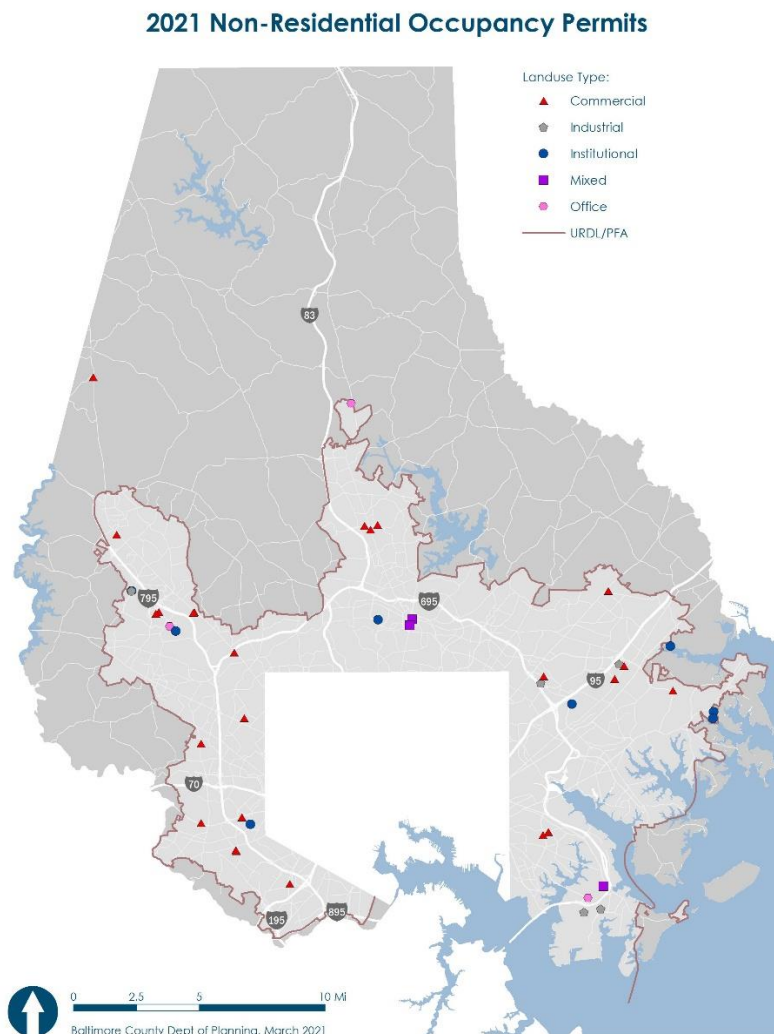 2021 Non-Residential Occupancy Permits
Landuse Type:
Commercial
Industrial
Institutional
Mixed
Office
URDL/PFA
83
795
695
95
70
195
895
0 2.5 5 10 Mi
Baltimore County Dept of Planning, March 2021